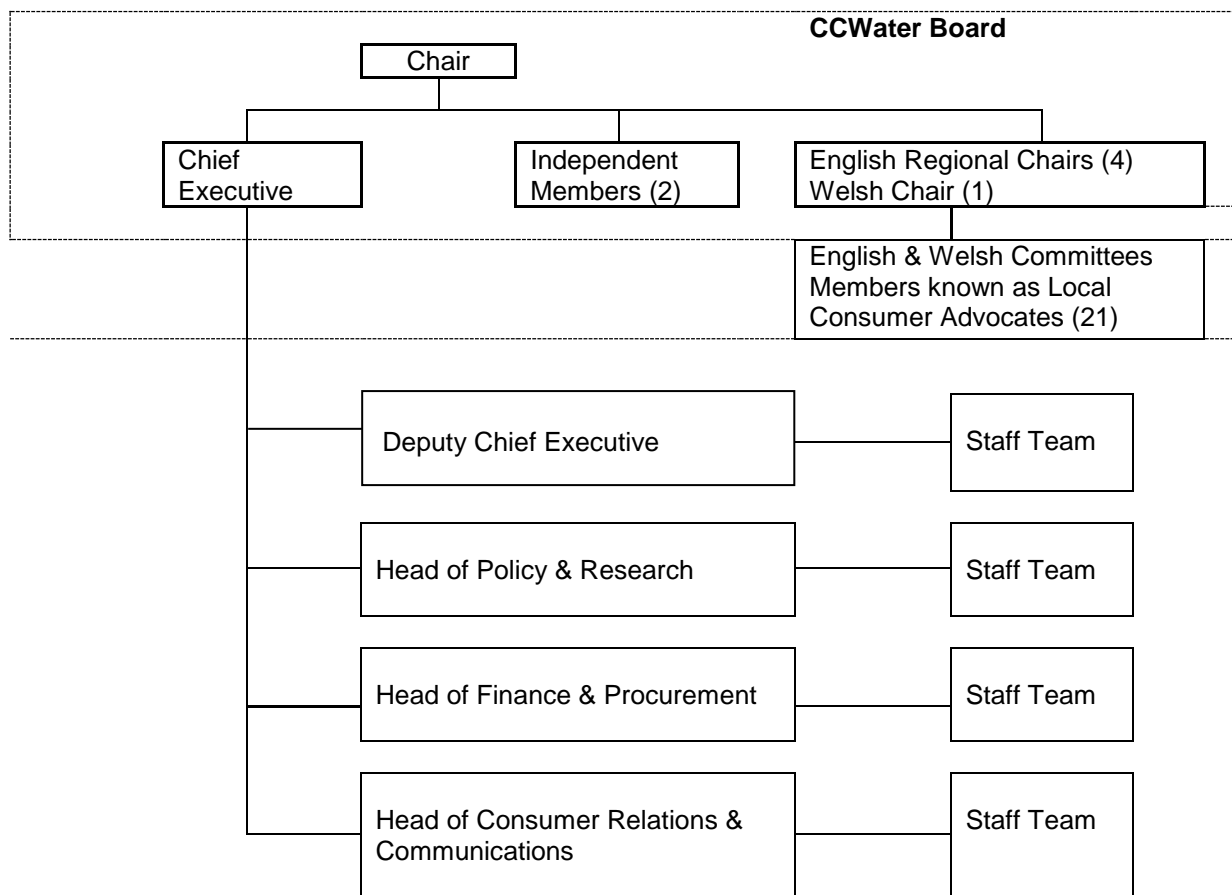 CCWater Board
Chair
Chief
Executive
Independent
Members (2)
English Regional Chairs (4)
Welsh Chair (1)
English & Welsh Committees
Members known as Local
Consumer Advocates (21)
Deputy Chief Executive
Staff Team
Head of Policy & Research
Staff Team
Head of Finance & Procurement
Staff Team
Head of Consumer Relations &
Communications
Staff Team